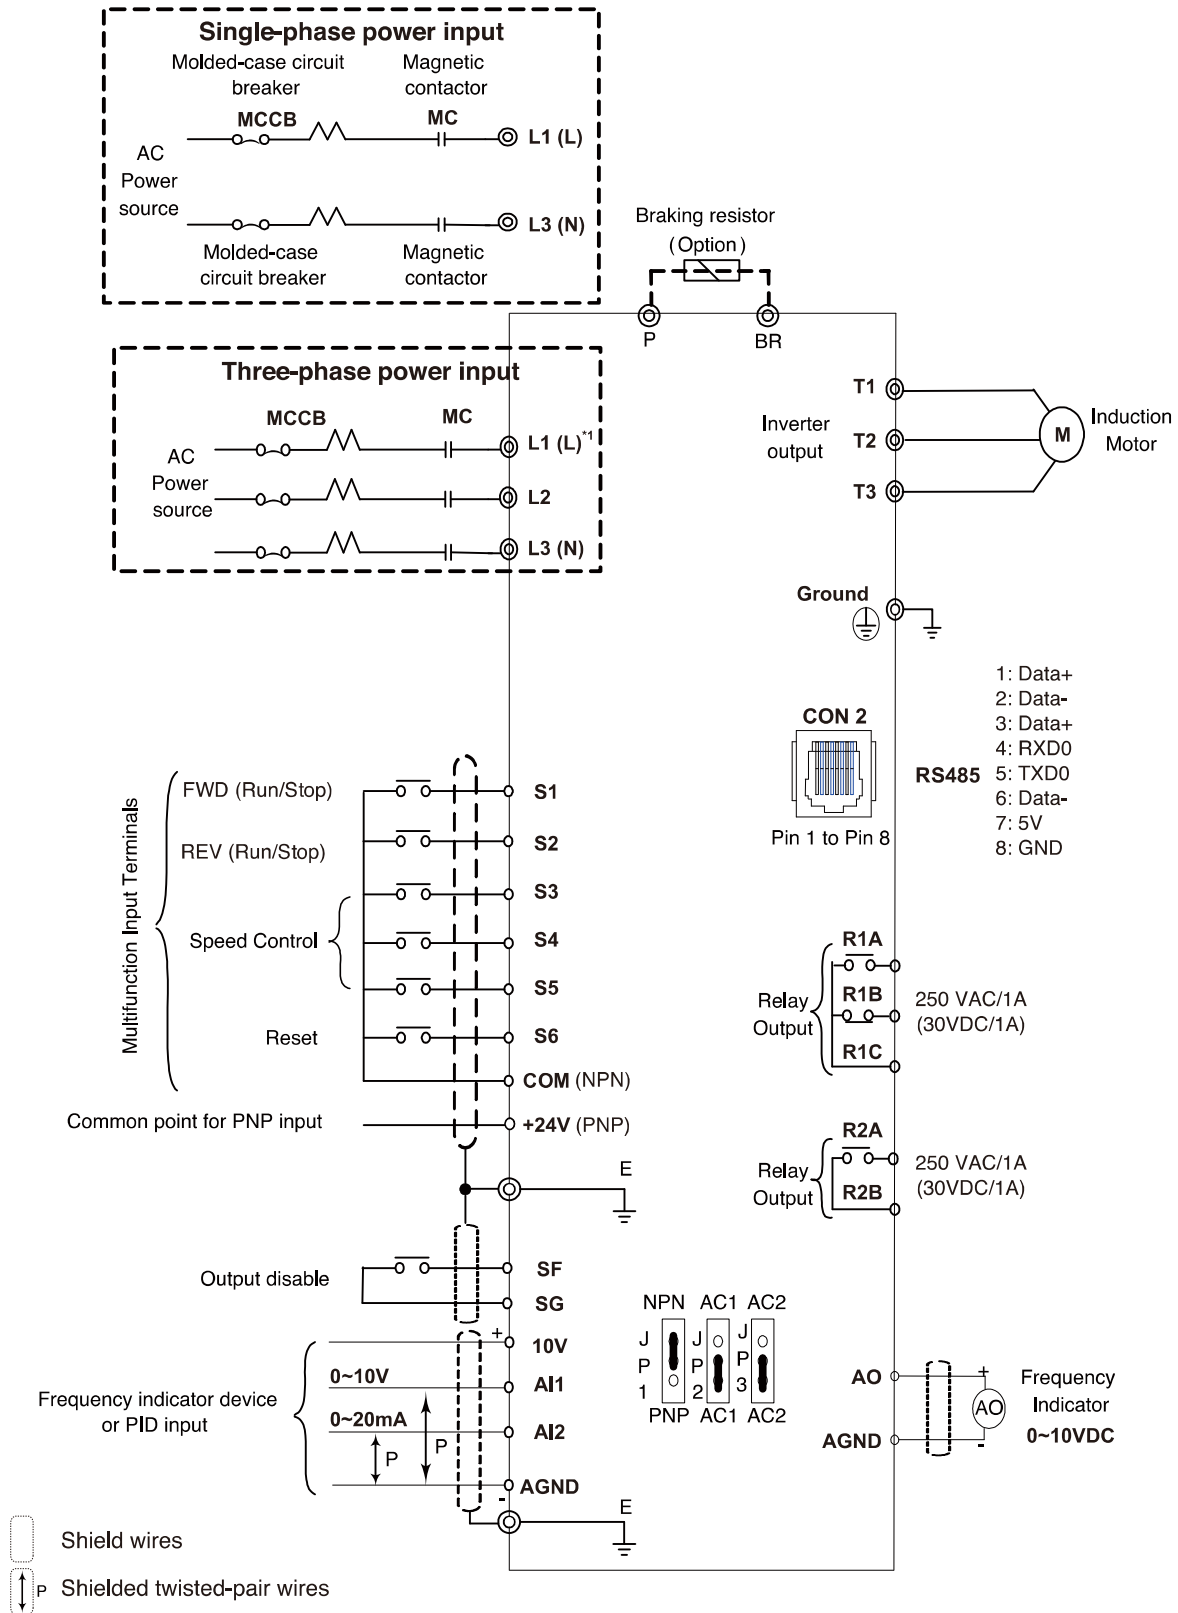 Single-phase power input
Molded-case circuit
breaker
Magnetic
contactor
MCCB
MC
L1 (L)
AC
Power
source
L3 (N)
Molded-case
circuit breaker
Magnetic
contactor
Braking resistor
(Option)
P
BR
Three-phase power input
MCCB
MC
L1 (L)*1
AC
Power
source
L2
L3 (N)
T1
Inverter
output
T2
T3
M
Induction
Motor
Ground
CON 2
Pin 1 to Pin 8
RS485
1: Data+
2: Data-
3: Data+
4: RXD0
5: TXD0
6: Data-
7: 5V
8: GND
Multifunction Input Terminals
FWD (Run/Stop)
S1
REV (Run/Stop)
S2
S3
Speed Control
S4
S5
Reset
S6
COM (NPN)
Common point for PNP input
+24V (PNP)
E
Relay
Output
R1A
R1B
R1C
250 VAC/1A
(30VDC/1A)
Relay
Output
R2A
R2B
250 VAC/1A
(30VDC/1A)
Output disable
SF
SG
NPN AC1 AC2
J
P
1
J
P
2
J
P
3
PNP AC1 AC2
Frequency indicator device
or PID input
+
10V
0~10V
AI1
0~20mA
AI2
P
P
AGND
-
E
AO
AGND
+
AO
-
Frequency
Indicator
0~10VDC
Shield wires
P Shielded twisted-pair wires